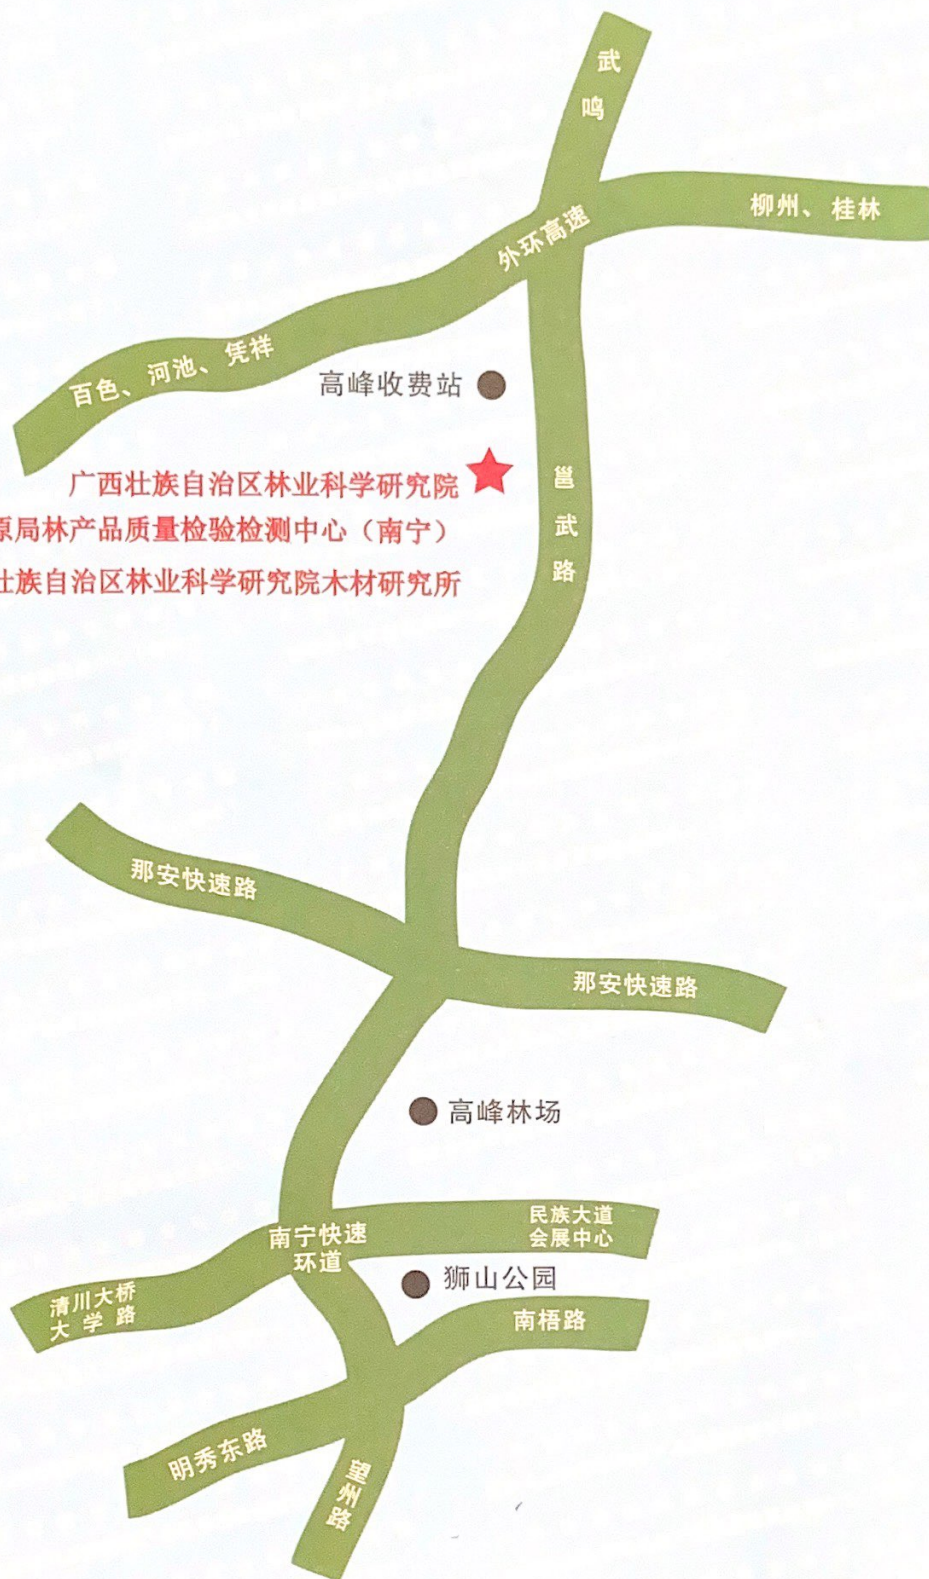 武鸣
柳州、桂林
外环高速
百色、河池、凭祥
高峰收费站
广西壮族自治区林业科学研究院
原局林产品质量检验检测中心（南宁）
壮族自治区林业科学研究院木材研究所
邕武路
那安快速路
那安快速路
高峰林场
民族大道
会展中心
南宁快速
环道
狮山公园
清川大桥
大学路
南梧路
明秀东路
望州路